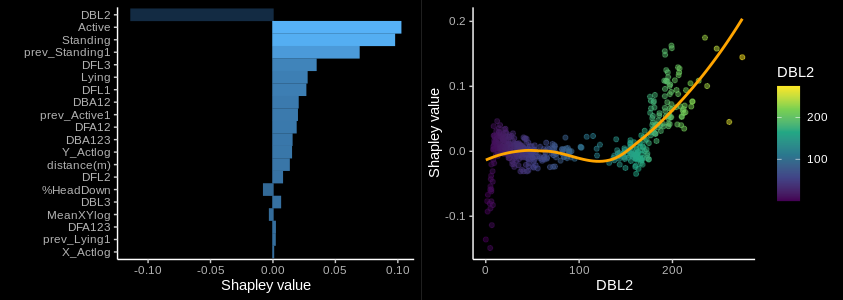 DBL2
Active
Standing
prev_Standing1
DFL3
Lying
DFL1
DBA12
prev_Active1
DFA12
DBA123
Y_Actlog
distance(m)
DFL2
%HeadDown
DBL3
MeanXYlog
DFA123
prev_Lying1
X_Actlog
-0.10 -0.05 0.00 0.05 0.10
Shapley value
Shapley value
0.2
0.1
0.0
-0.1
0 100 200
DBL2
DBL2
200
100